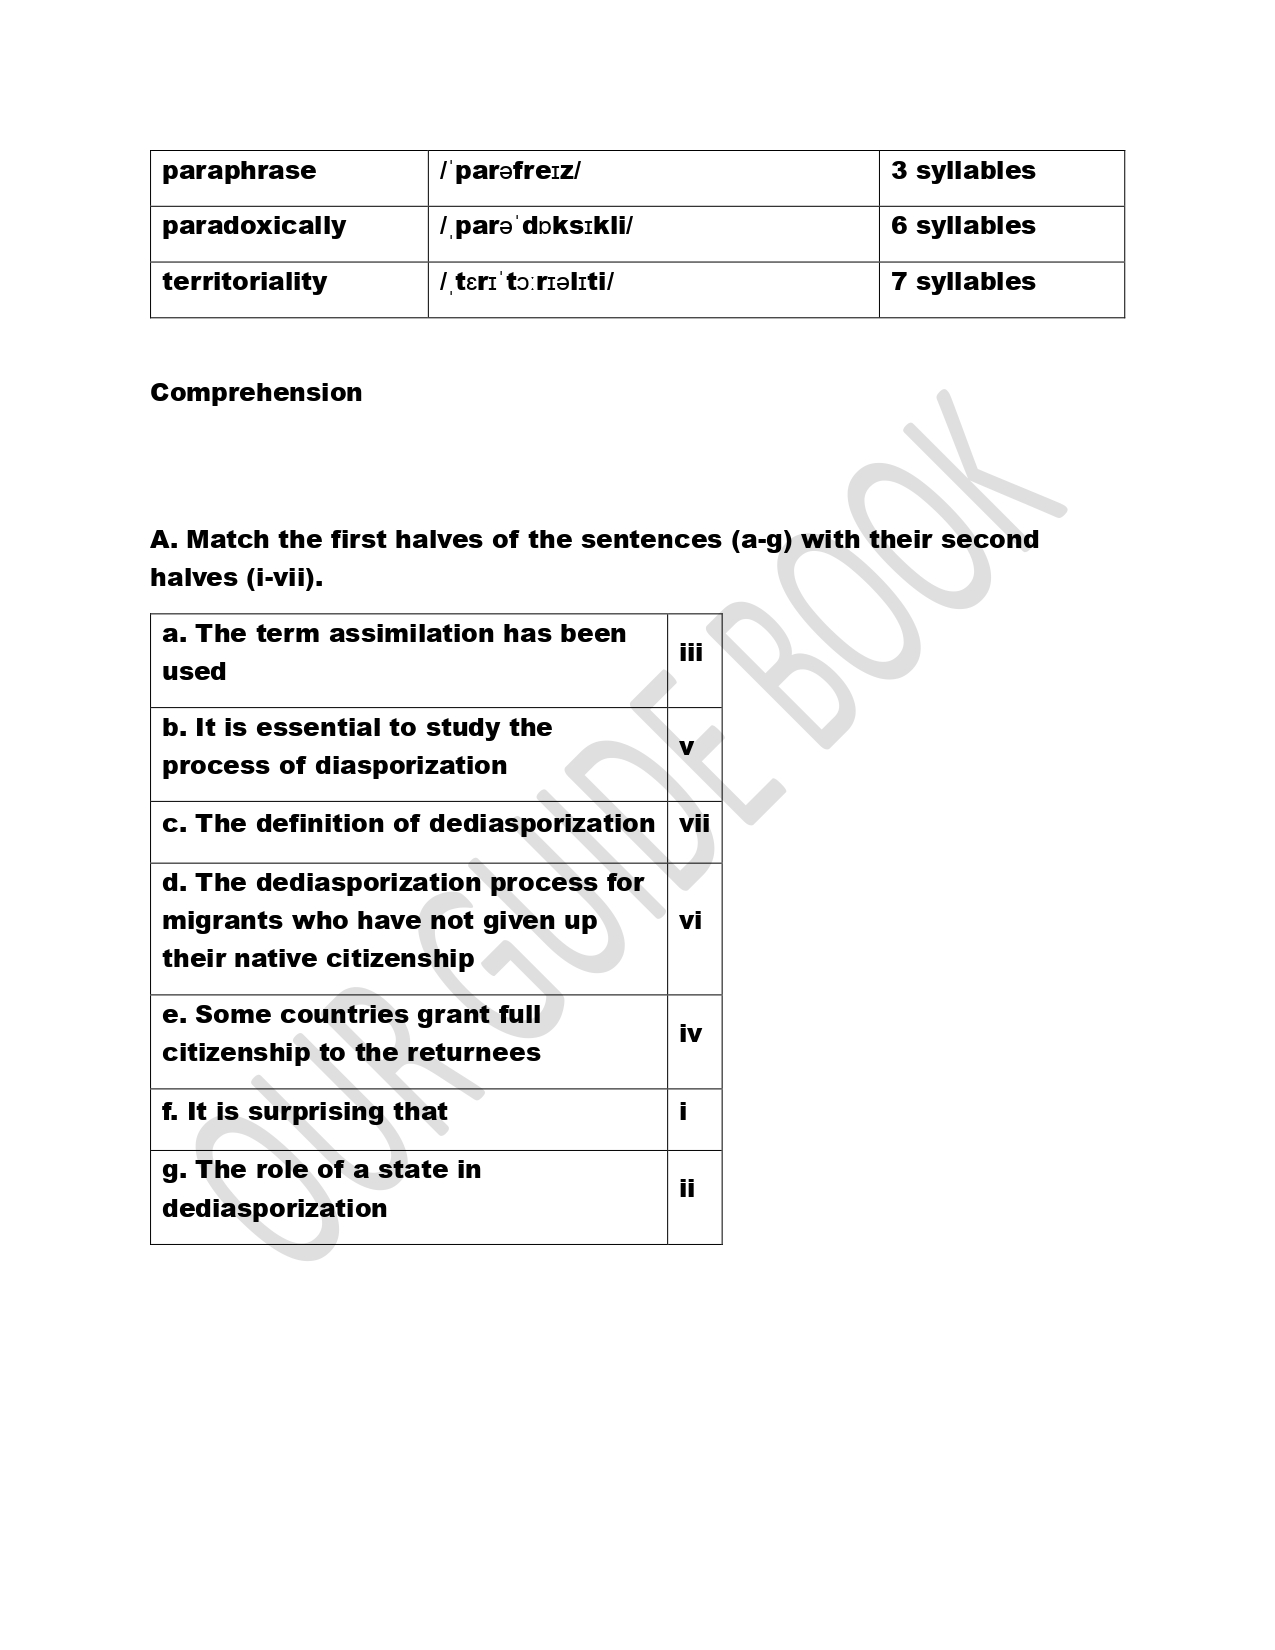 paraphrase /ˈparəfreɪz/ 3 syllables
paradoxically /ˌparəˈdɒksɪkli/ 6 syllables
territoriality /ˌtɛrɪˈtɔːrɪəlɪti/ 7 syllables
Comprehension
A. Match the first halves of the sentences (a-g) with their second
halves (i-vii).
a. The term assimilation has been
used
iii
b. It is essential to study the
process of diasporization
v
c. The definition of dediasporization vii
d. The dediasporization process for
migrants who have not given up
their native citizenship
vi
e. Some countries grant full
citizenship to the returnees
iv
f. It is surprising that i
g. The role of a state in
dediasporization
ii
OUR GUIDE BOOK